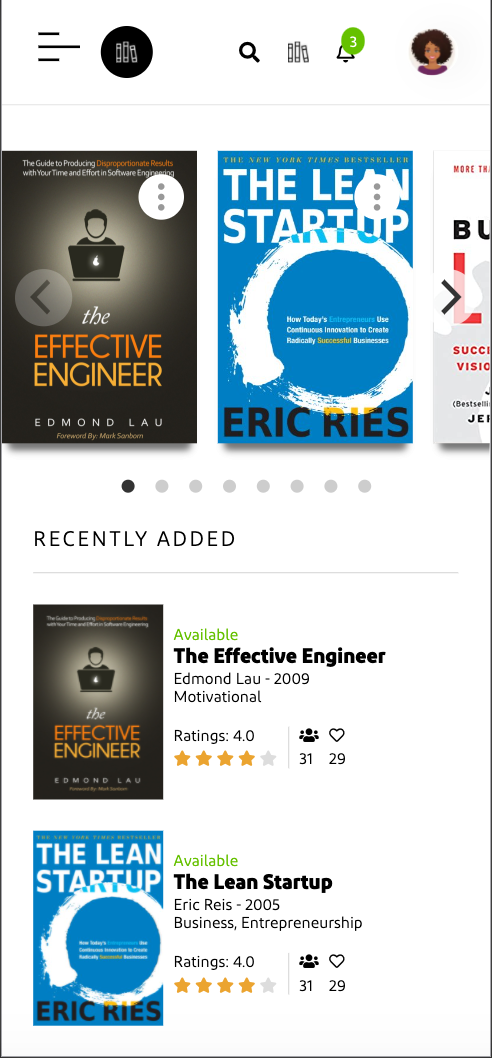 3
The Guide to Producing Disproportionate Results
with Your Time and Effort in Software Engineering
the
EFFECTIVE
ENGINEER
EDMOND LAU
Foreword By: Mark Sanborn
THE NEW YORK TIMES BESTSELLER
THE LEAN
STARTUP
How Today's Entrepreneurs Use
Continuous Innovation to Create
Radically Successful Businesses
ERIC RIES
MORE THA
BU
L
SUCCE
VISIO
(Bestselli
JEF
RECENTLY ADDED
The Guide to Producing Disproportionate Results
with Your Time and Effort in Software Engineering
the
EFFECTIVE
ENGINEER
EDMOND LAU
Foreword By: Mark Sanborn
Available
The Effective Engineer
Edmond Lau - 2009
Motivational
Ratings: 4.0
31 29
THE NEW YORK TIMES BESTSELLER
THE LEAN
STARTUP
How Today's Entrepreneurs Use
Continuous Innovation to Create
Radically Successful Businesses
ERIC RIES
Available
The Lean Startup
Eric Reis - 2005
Business, Entrepreneurship
Ratings: 4.0
31 29